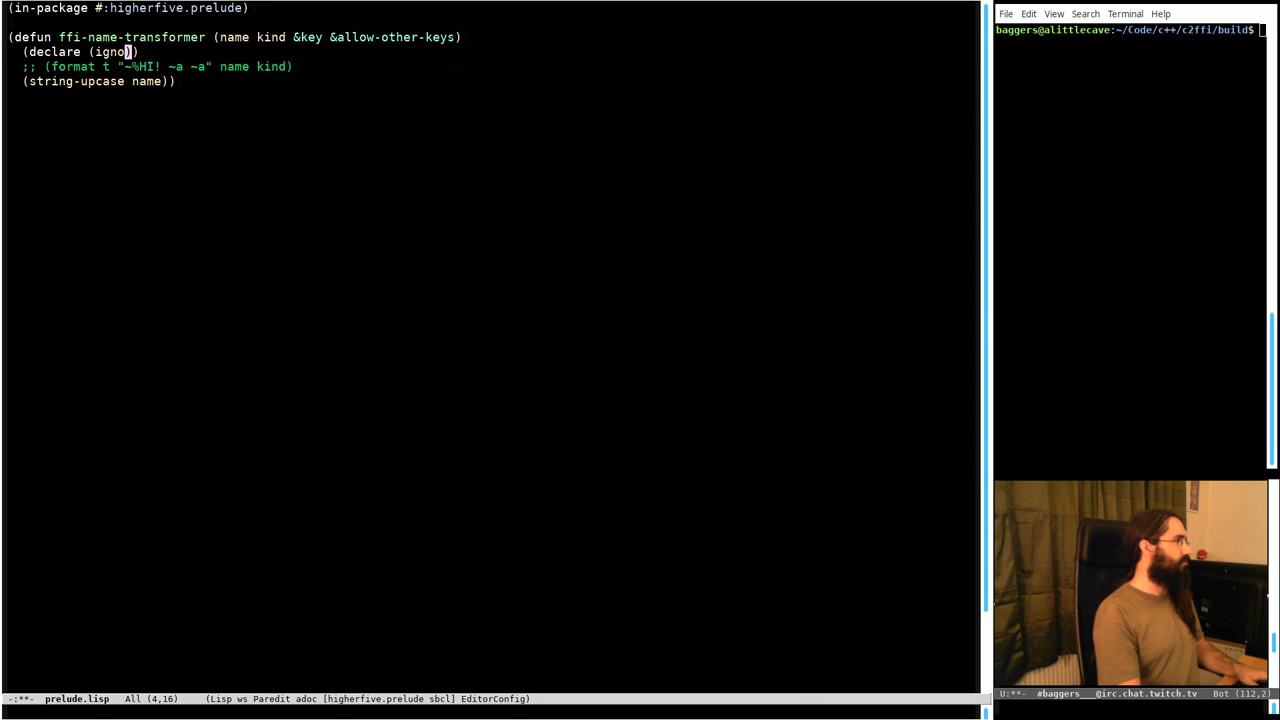 (in-package #:higherfive.prelude)
(defun ffi-name-transformer (name kind &key &allow-other-keys)
(declare (igno))
;; (format t "~%HI! ~a ~a" name kind)
(string-upcase name))
-:**- prelude.lisp All (4,16) (Lisp ws Paredit adoc [higherfive.prelude sbcl] EditorConfig)
File Edit View Search Terminal Help
baggers@alittlecave:~/Code/c++/c2ffi/build$
U:**- #baggers___@irc.chat.twitch.tv Bot (112,2)